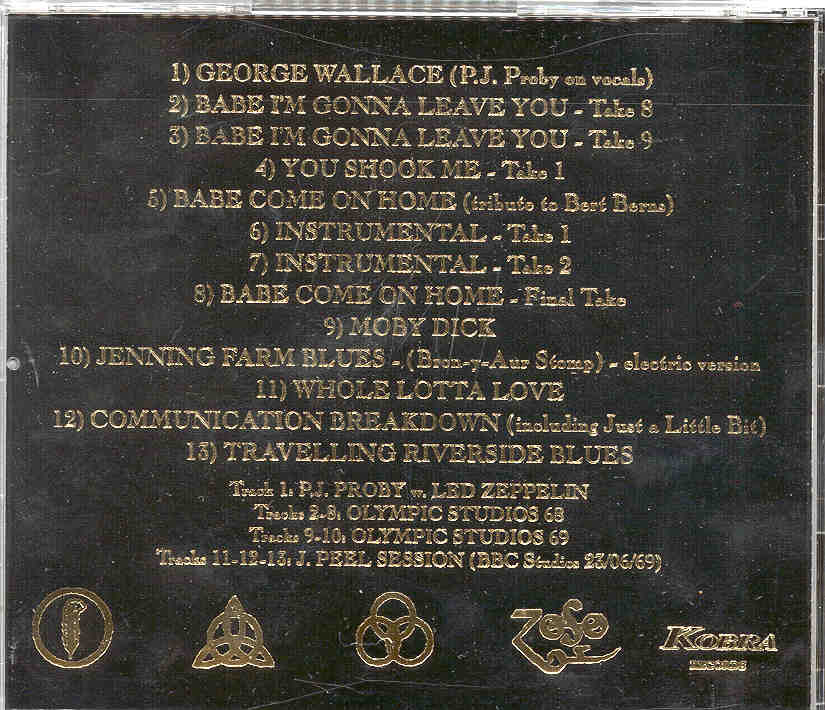 1) GEORGE WALLACE (P.J. Proby on vocals)
2) BABE I'M GONNA LEAVE YOU - Take 8
3) BABE I'M GONNA LEAVE YOU - Take 9
4) YOU SHOOK ME - Take 1
5) BABE COME ON HOME (tribute to Bert Berns)
6) INSTRUMENTAL - Take 1
7) INSTRUMENTAL - Take 2
8) BABE COME ON HOME - Final Take
9) MOBY DICK
10) JENNING FARM BLUES - (Bron-y-Aur Stomp) - electric version
11) WHOLE LOTTA LOVE
12) COMMUNICATION BREAKDOWN (including Just a Little Bit)
13) TRAVELLING RIVERSIDE BLUES
Track 1: P.J. PROBY w. LED ZEPPELIN
Tracks 2-8: OLYMPIC STUDIOS 68
Tracks 9-10: OLYMPIC STUDIOS 69
Tracks 11-12-13: J. PEEL SESSION (BBC Studios 23/06/69)
ZoSo
KOBRA
RECORDS